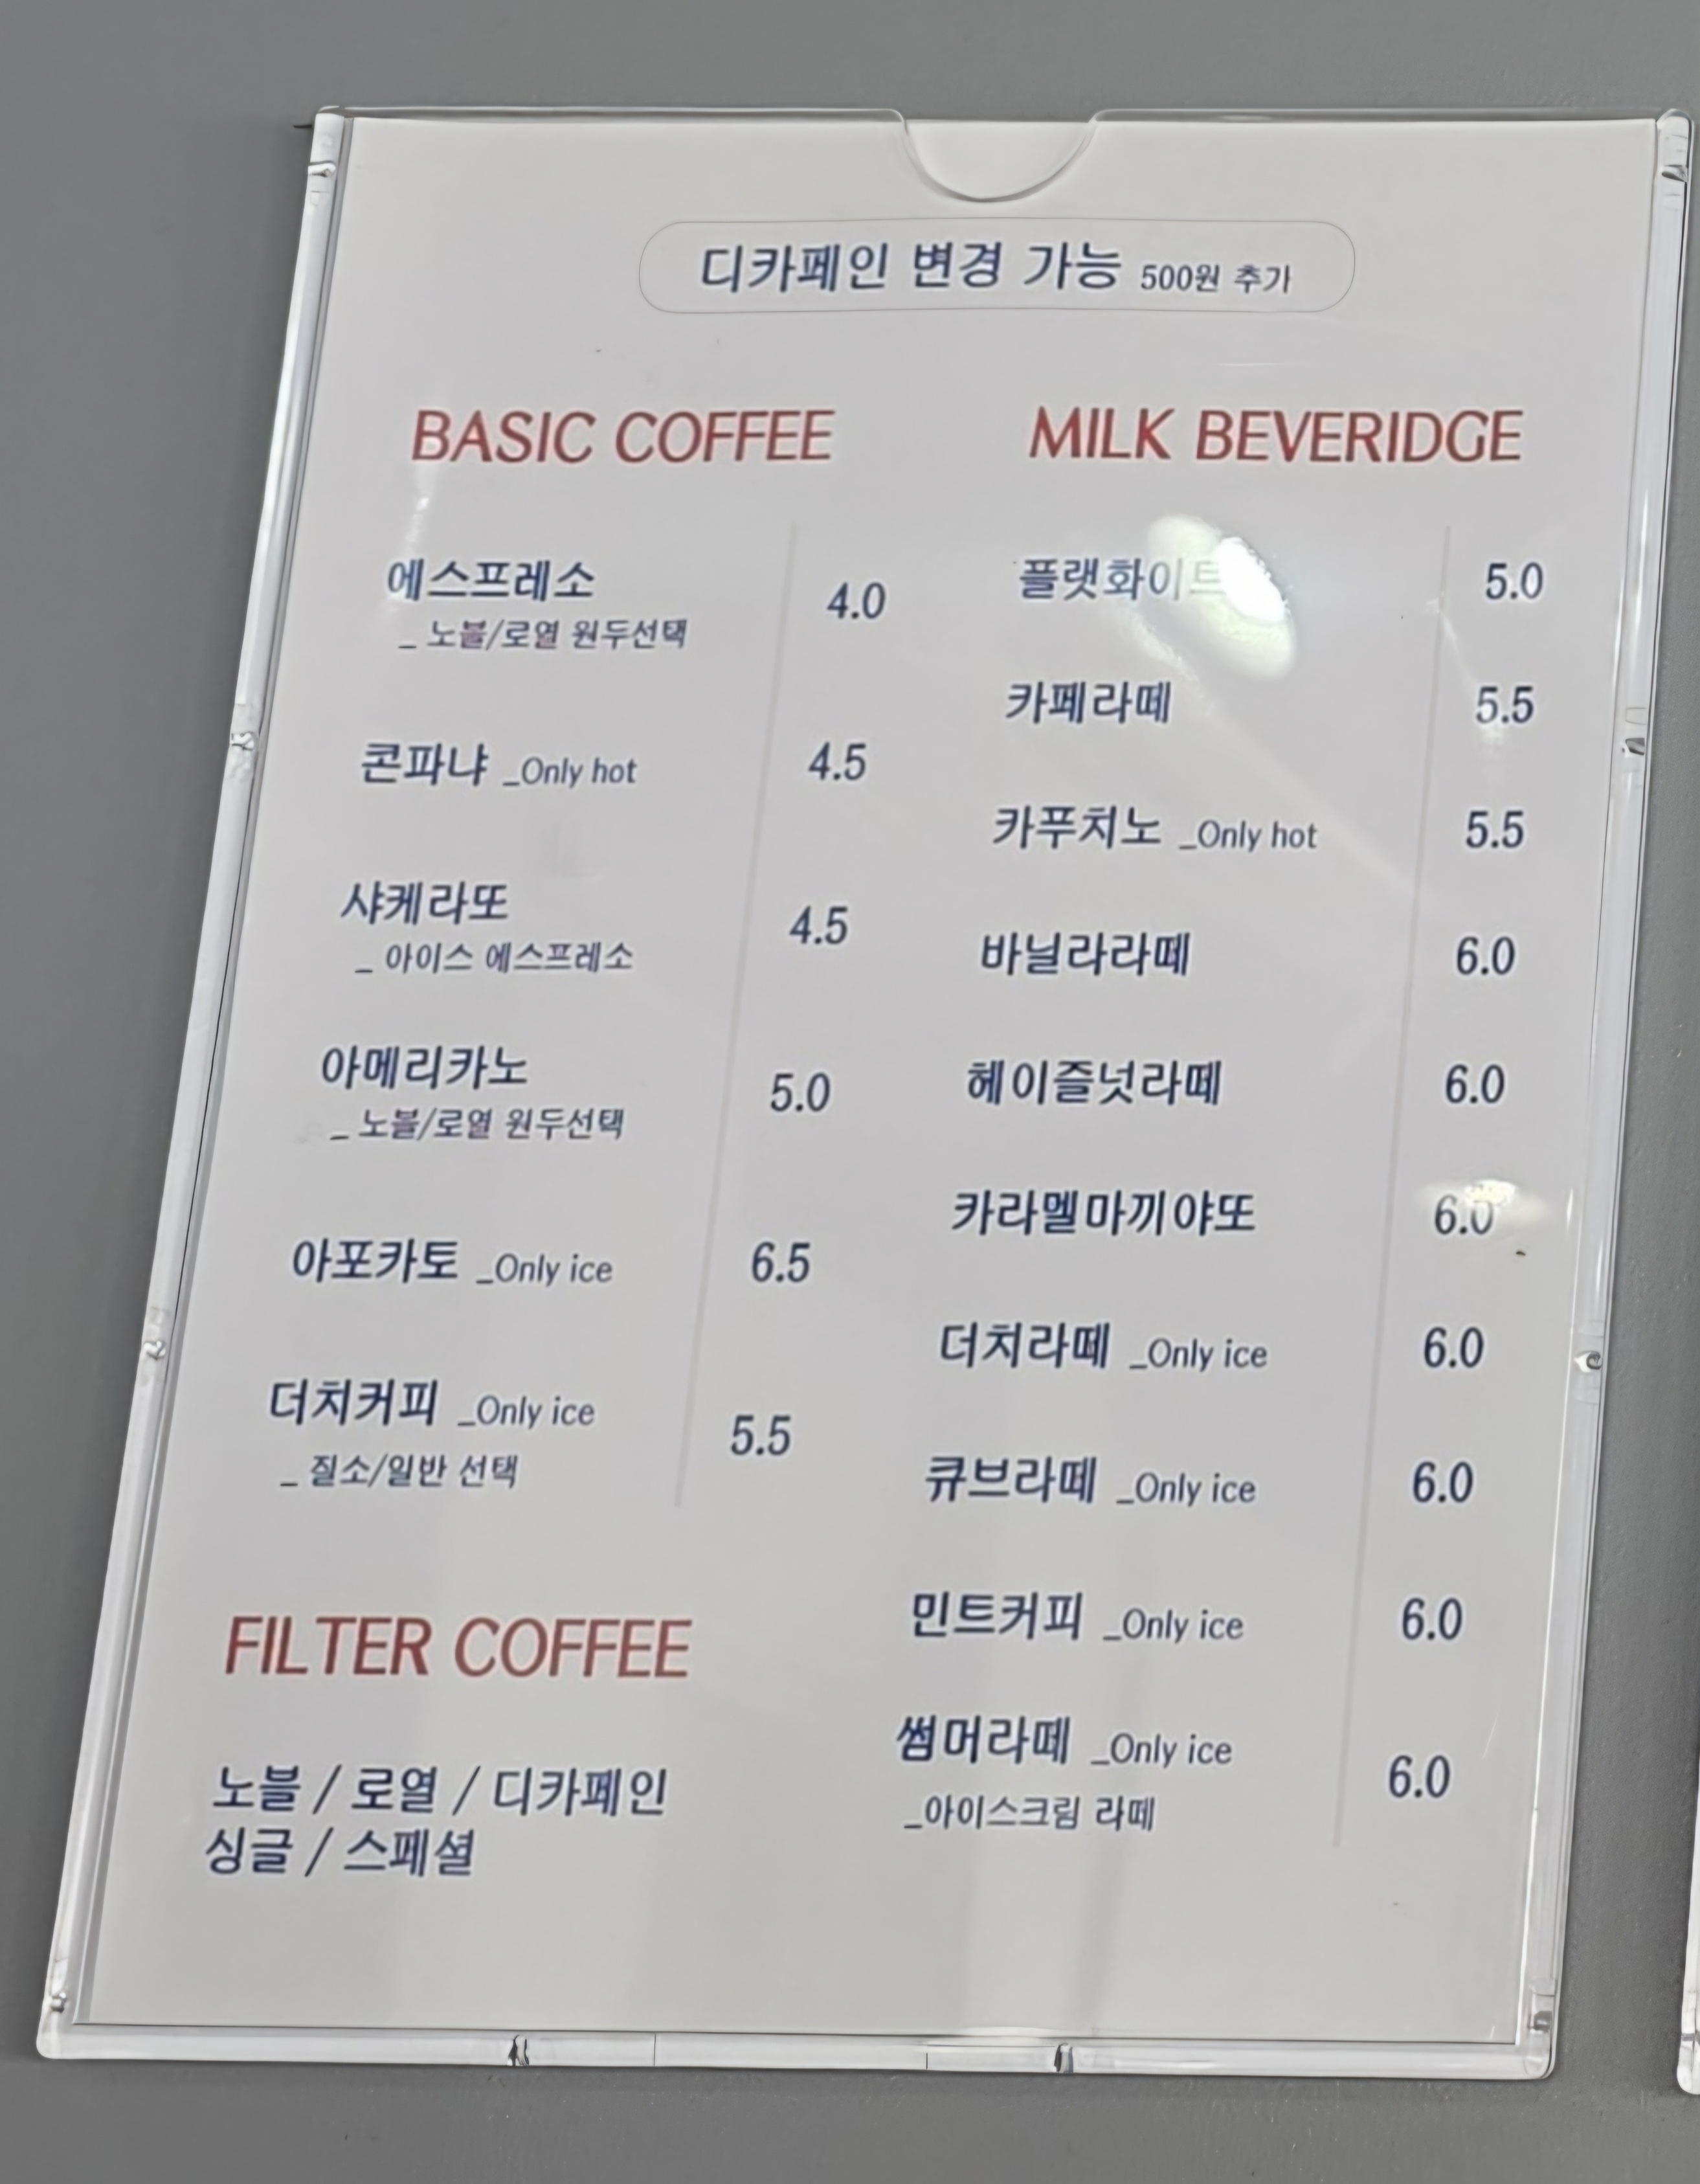 디카페인 변경 가능 500원 추가
BASIC COFFEE
에스프레소 4.0
_ 노블/로열 원두선택
콘파냐 _Only hot 4.5
샤케라또 4.5
_ 아이스 에스프레소
아메리카노 5.0
_ 노블/로열 원두선택
아포카토 _Only ice 6.5
더치커피 _Only ice 5.5
_ 질소/일반 선택
FILTER COFFEE
노블 / 로열 / 디카페인
싱글 / 스페셜
MILK BEVERIDGE
플랫화이트 5.0
카페라떼 5.5
카푸치노 _Only hot 5.5
바닐라라떼 6.0
헤이즐넛라떼 6.0
카라멜마끼야또 6.0
더치라떼 _Only ice 6.0
큐브라떼 _Only ice 6.0
민트커피 _Only ice 6.0
썸머라떼 _Only ice 6.0
_아이스크림 라떼